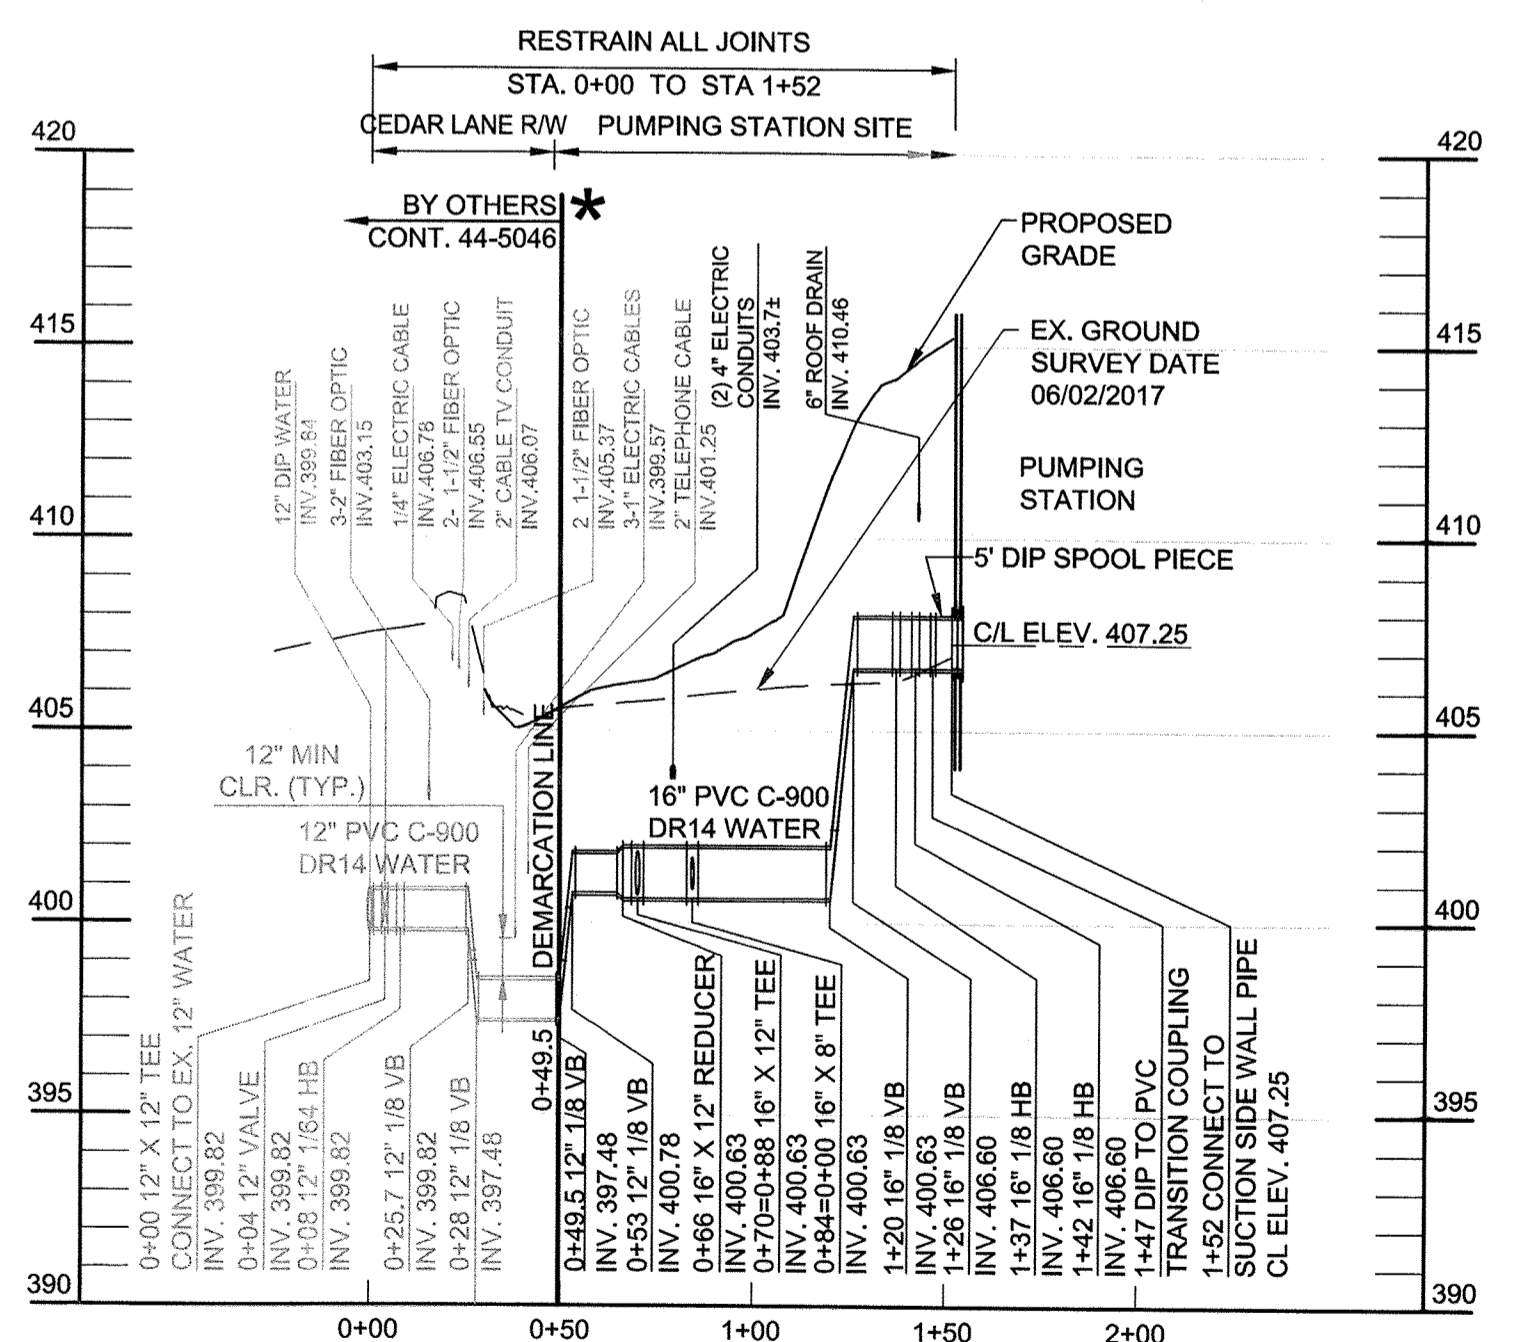 RESTRAIN ALL JOINTS
STA. 0+00 TO STA 1+52
CEDAR LANE R/W
PUMPING STATION SITE
420
420
BY OTHERS
*
CONT. 44-5046
PROPOSED
GRADE
EX. GROUND
SURVEY DATE
06/02/2017
415
415
12" DIP WATER
INV.399.84
3-2" FIBER OPTIC
INV.403.15
1/4" ELECTRIC CABLE
INV.406.78
2- 1-1/2" FIBER OPTIC
INV.406.55
2" CABLE TV CONDUIT
INV.406.07
2 1-1/2" FIBER OPTIC
INV.405.37
3-1" ELECTRIC CABLES
INV.399.57
2" TELEPHONE CABLE
INV.401.25
(2) 4" ELECTRIC
CONDUITS
INV. 403.7±
6" ROOF DRAIN
INV. 410.46
PUMPING
STATION
410
410
5' DIP SPOOL PIECE
C/L ELEV. 407.25
405
405
12" MIN
CLR. (TYP.)
12" PVC C-900
DR14 WATER
DEMARCATION LINE
0+49.5
16" PVC C-900
DR14 WATER
400
400
395
395
0+00 12" X 12" TEE
CONNECT TO EX. 12" WATER
INV. 399.82
0+04 12" VALVE
INV. 399.82
0+08 12" 1/64 HB
INV. 399.82
0+25.7 12" 1/8 VB
INV. 399.82
0+28 12" 1/8 VB
INV. 397.48
0+49.5 12" 1/8 VB
INV. 397.48
0+53 12" 1/8 VB
INV. 400.78
0+66 16" X 12" REDUCER
INV. 400.63
0+70=0+88 16" X 12" TEE
INV. 400.63
0+84=0+00 16" X 8" TEE
INV. 400.63
1+20 16" 1/8 VB
INV. 400.63
1+26 16" 1/8 VB
INV. 406.60
1+37 16" 1/8 HB
INV. 406.60
1+42 16" 1/8 HB
INV. 406.60
1+47 DIP TO PVC
TRANSITION COUPLING
1+52 CONNECT TO
SUCTION SIDE WALL PIPE
CL ELEV. 407.25
390
390
0+00
0+50
1+00
1+50
2+00